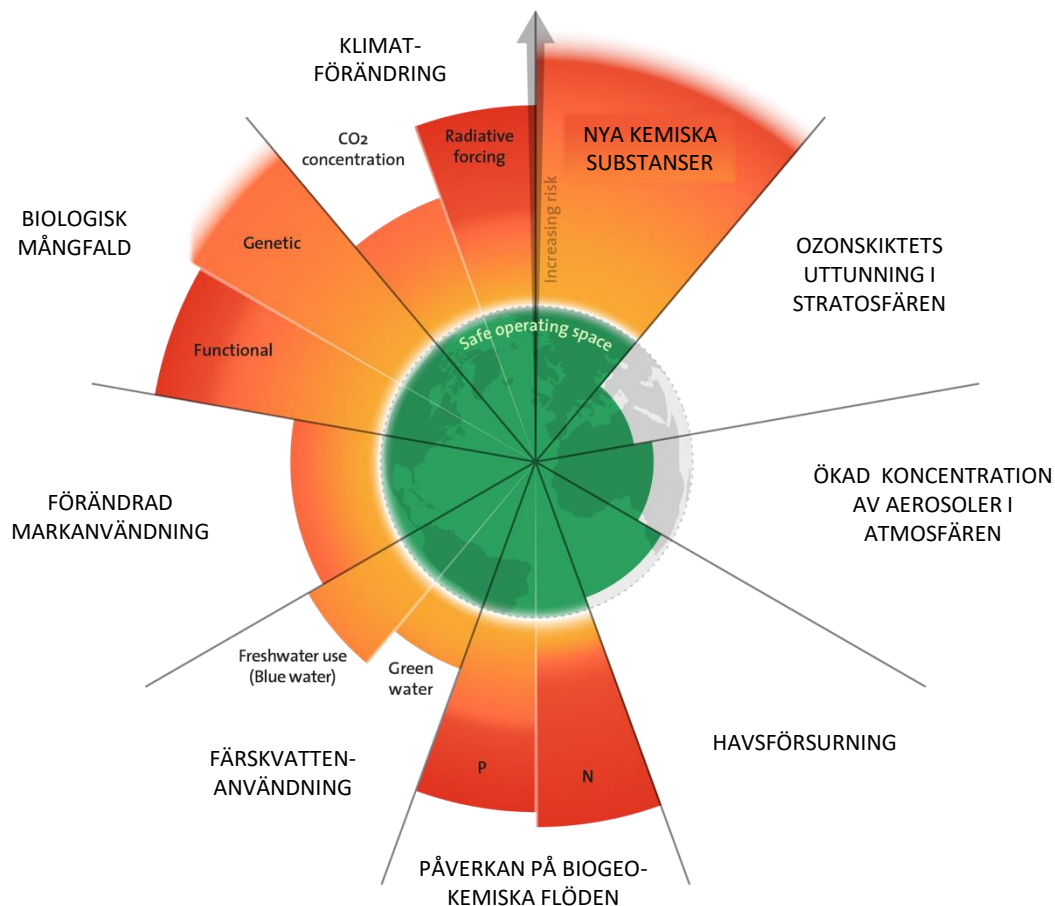 KLIMAT-
FÖRÄNDRING
CO2
concentration
Radiative
forcing
NYA KEMISKA
SUBSTANSER
Increasing risk
BIOLOGISK
MÅNGFALD
Genetic
Functional
OZONSKIKTETS
UTTUNNING I
STRATOSFÄREN
Safe operating space
FÖRÄNDRAD
MARKANVÄNDNING
ÖKAD KONCENTRATION
AV AEROSOLER I
ATMOSFÄREN
Freshwater use
(Blue water)
Green
water
FÄRSKVATTEN-
ANVÄNDNING
P
N
HAVSFÖRSURNING
PÅVERKAN PÅ BIOGEO-
KEMISKA FLÖDEN